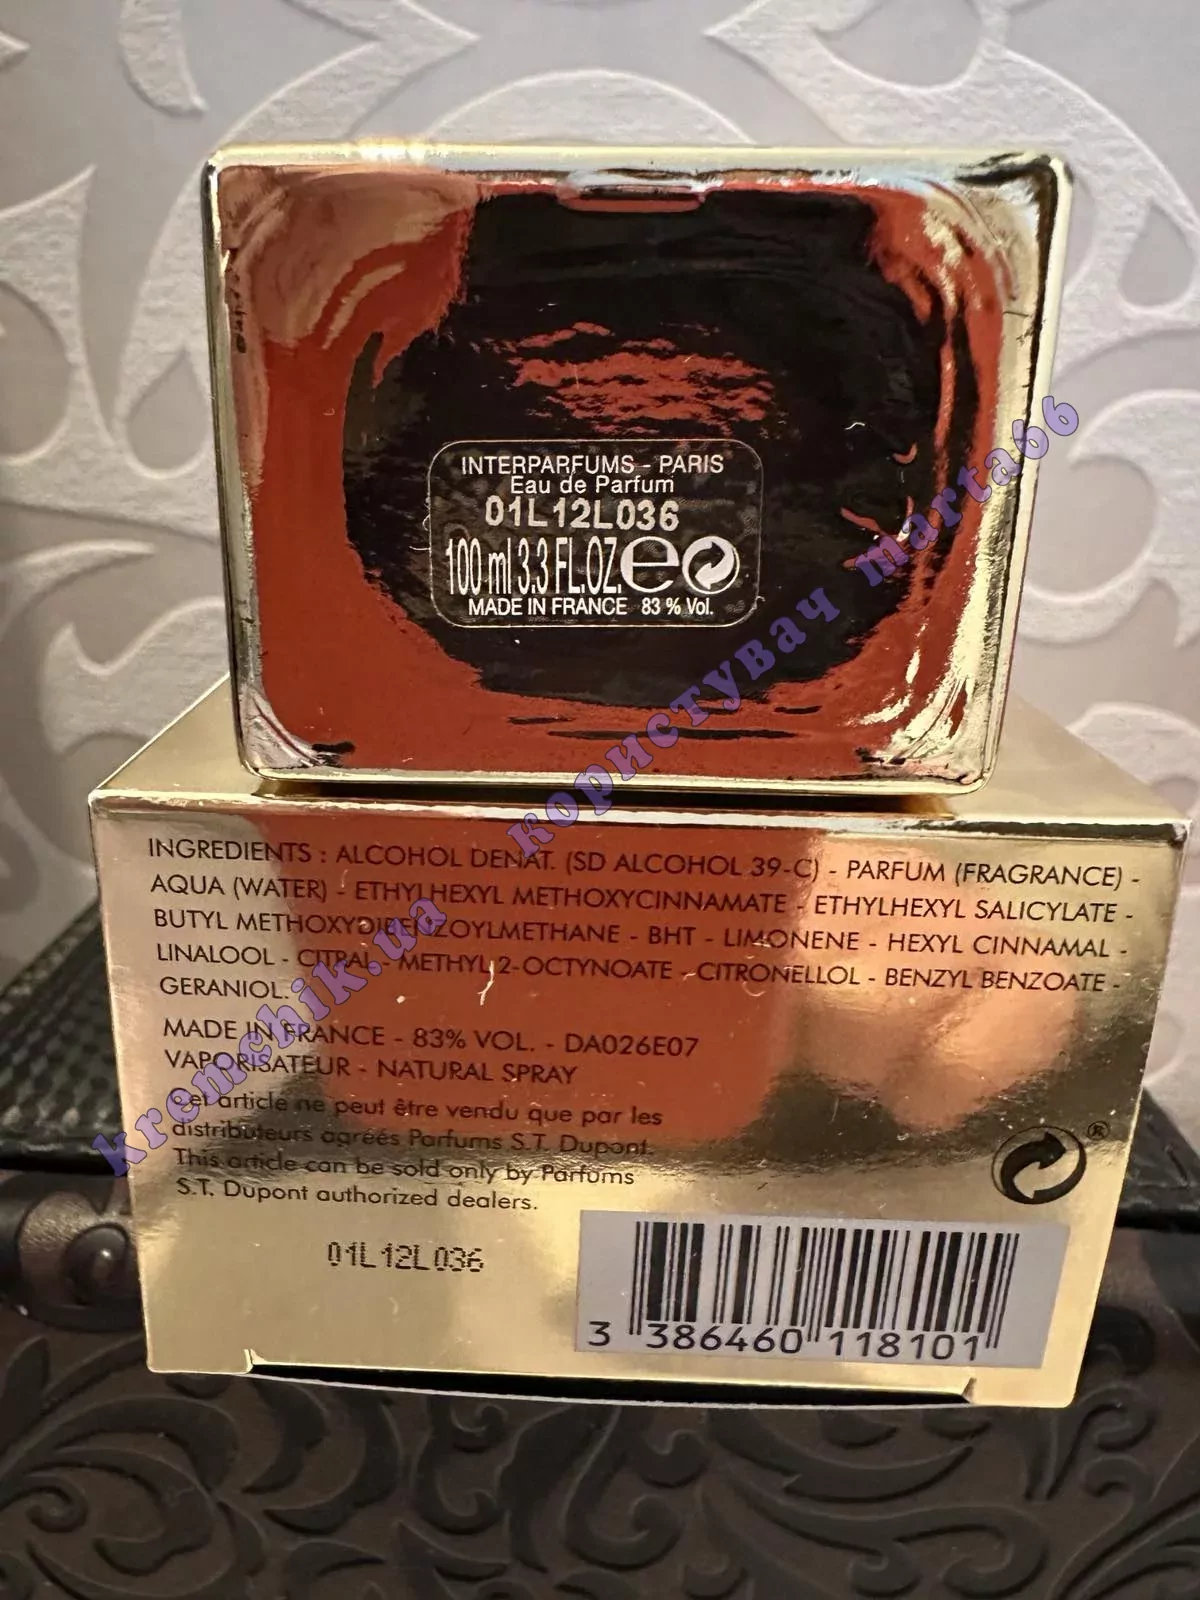 INTERPARFUMS - PARIS
Eau de Parfum
01L12L036
100 ml 3.3 FL.OZ. e
MADE IN FRANCE 83 % Vol.
INGREDIENTS : ALCOHOL DENAT. (SD ALCOHOL 39-C) - PARFUM (FRAGRANCE) -
AQUA (WATER) - ETHYLHEXYL METHOXYCINNAMATE - ETHYLHEXYL SALICYLATE -
BUTYL METHOXYDIBENZOYLMETHANE - BHT - LIMONENE - HEXYL CINNAMAL -
LINALOOL - CITRAL - METHYL 2-OCTYNOATE - CITRONELLOL - BENZYL BENZOATE -
GERANIOL.
MADE IN FRANCE - 83% VOL. - DA026E07
VAPORISATEUR - NATURAL SPRAY
Cet article ne peut être vendu que par les
distributeurs agréés Parfums S.T. Dupont.
This article can be sold only by Parfums
S.T. Dupont authorized dealers.
®
01L12L036
3 386460 118101
kremchik.ua користувач marta66